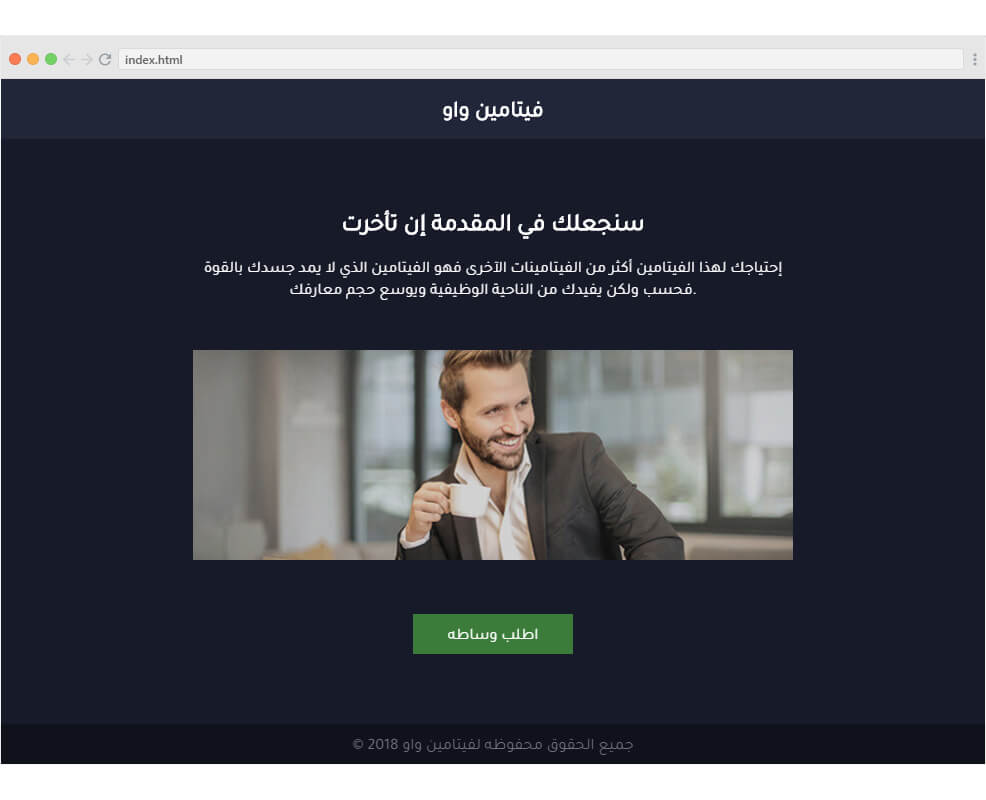 index.html
فيتامين واو
سنجعلك في المقدمة إن تأخرت
إحتياجك لهذا الفيتامين أكثر من الفيتامينات الآخرى فهو الفيتامين الذي لا يمد جسدك بالقوة
فحسب ولكن يفيدك من الناحية الوظيفية ويوسع حجم معارفك.
اطلب وساطه
جميع الحقوق محفوظه لفيتامين واو 2018 ©